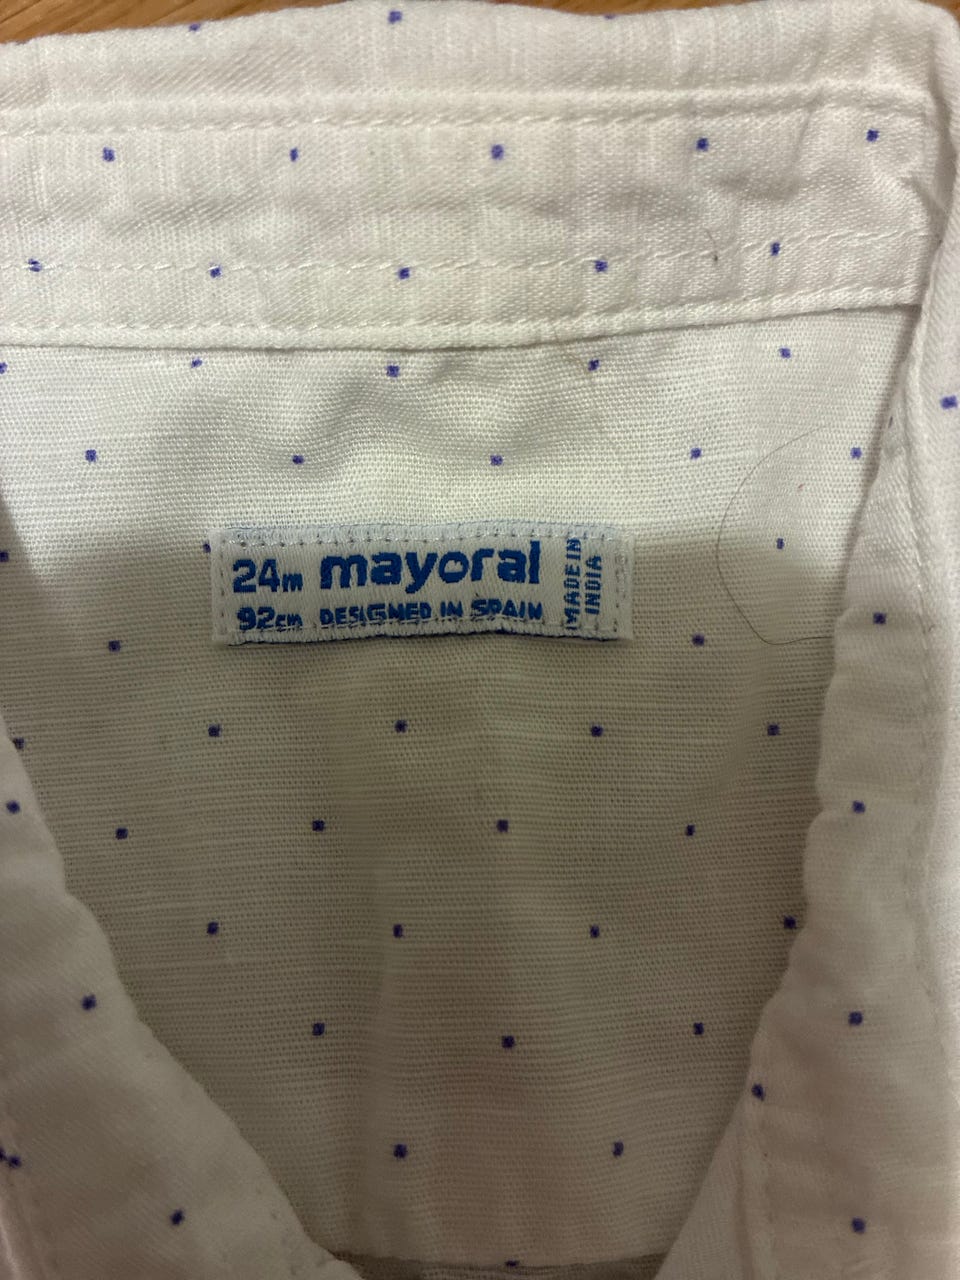 24m mayoral
92cm DESIGNED IN SPAIN
MADE IN
INDIA